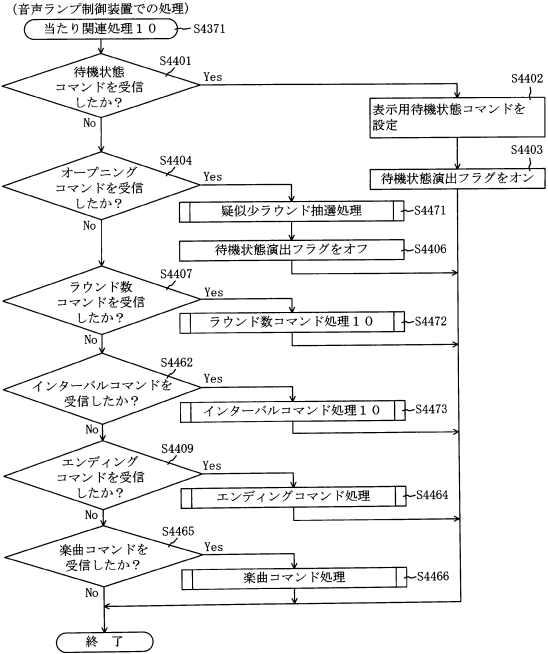 (音声ランプ制御装置での処理)
当たり関連処理10
S4371
S4401
待機状態
コマンドを受信
したか?
Yes
No
S4402
表示用待機状態コマンドを
設定
S4403
待機状態演出フラグをオン
S4404
オープニング
コマンドを受信
したか?
Yes
No
疑似少ラウンド抽選処理
S4471
待機状態演出フラグをオフ
S4406
S4407
ラウンド数
コマンドを受信
したか?
Yes
No
ラウンド数コマンド処理10
S4472
S4462
インターバルコマンドを
受信したか?
Yes
No
インターバルコマンド処理10
S4473
S4409
エンディング
コマンドを受信
したか?
Yes
No
エンディングコマンド処理
S4464
S4465
楽曲コマンドを
受信したか?
Yes
No
楽曲コマンド処理
S4466
終 了